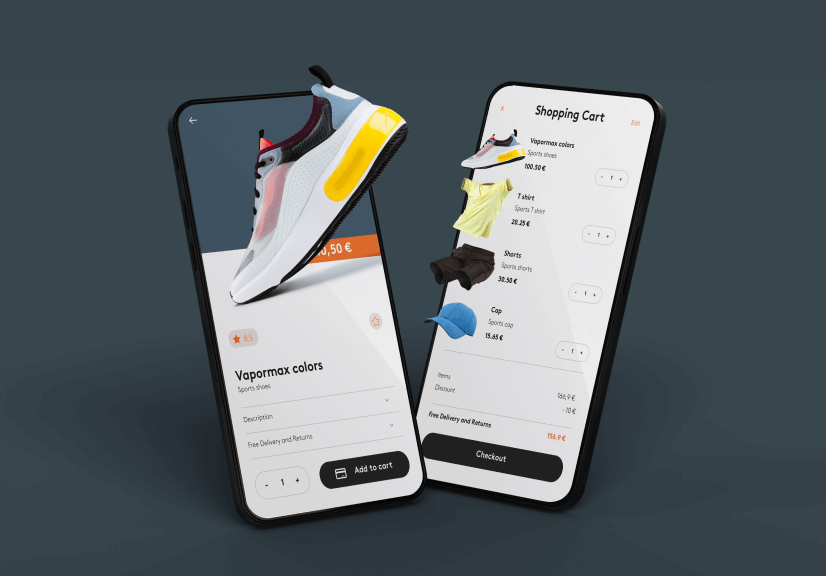 0,50 €
8,5
Vapormax colors
Sports shoes
Description
Free Delivery and Returns
- 1 +
Add to cart
x
Shopping Cart
Edit
Vapormax colors
Sports shoes
100.50 €
- 1 +
T shirt
Sports T shirt
20.25 €
- 1 +
Shorts
Sports shorts
30.50 €
- 1 +
Cap
Sports cap
15.65 €
- 1 +
Items
166,9 €
Discount
- 10 €
Free Delivery and Returns
156,9 €
Checkout